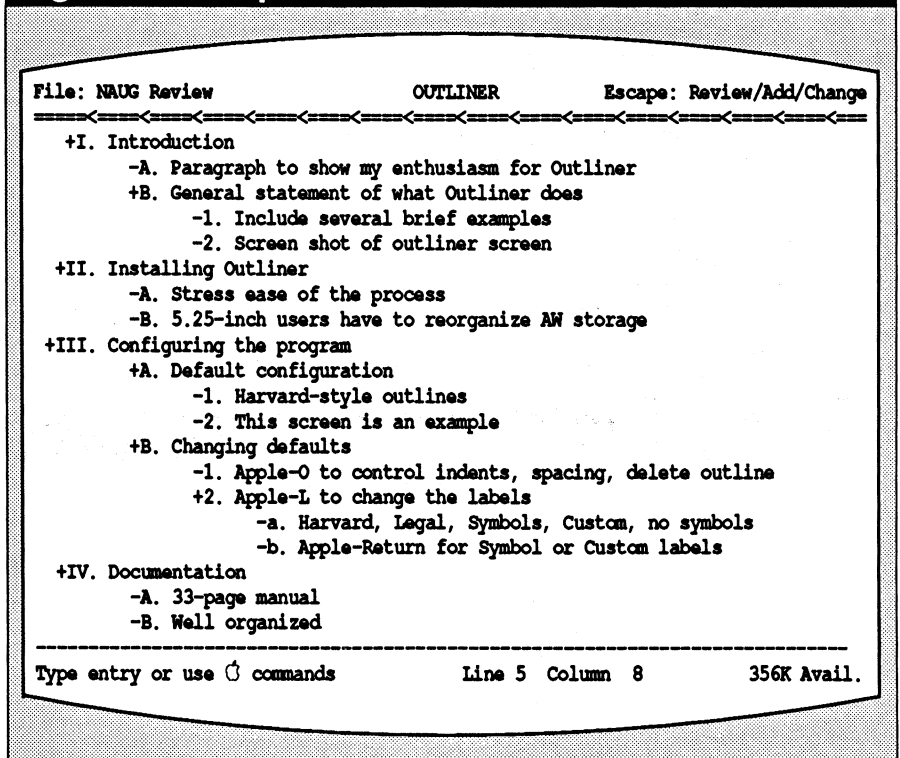 File: NAUG Review OUTLINER Escape: Review/Add/Change
=====<====<====<====<====<====<====<====<====<====<====<====<====<====<====<===
+I. Introduction
-A. Paragraph to show my enthusiasm for Outliner
+B. General statement of what Outliner does
-1. Include several brief examples
-2. Screen shot of outliner screen
+II. Installing Outliner
-A. Stress ease of the process
-B. 5.25-inch users have to reorganize AW storage
+III. Configuring the program
+A. Default configuration
-1. Harvard-style outlines
-2. This screen is an example
+B. Changing defaults
-1. Apple-O to control indents, spacing, delete outline
+2. Apple-L to change the labels
-a. Harvard, Legal, Symbols, Custom, no symbols
-b. Apple-Return for Symbol or Custom labels
+IV. Documentation
-A. 33-page manual
-B. Well organized
--------------------------------------------------------------------------------
Type entry or use commands Line 5 Column 8 356K Avail.